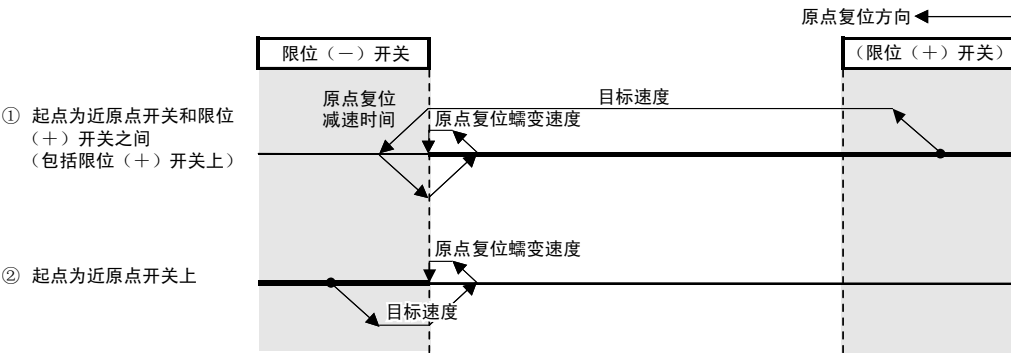 原点复位方向
限位（－）开关
（限位（＋）开关）
① 起点为近原点开关和限位
（＋）开关之间
（包括限位（＋）开关上）
原点复位
减速时间
目标速度
原点复位蠕变速度
② 起点为近原点开关上
原点复位蠕变速度
目标速度